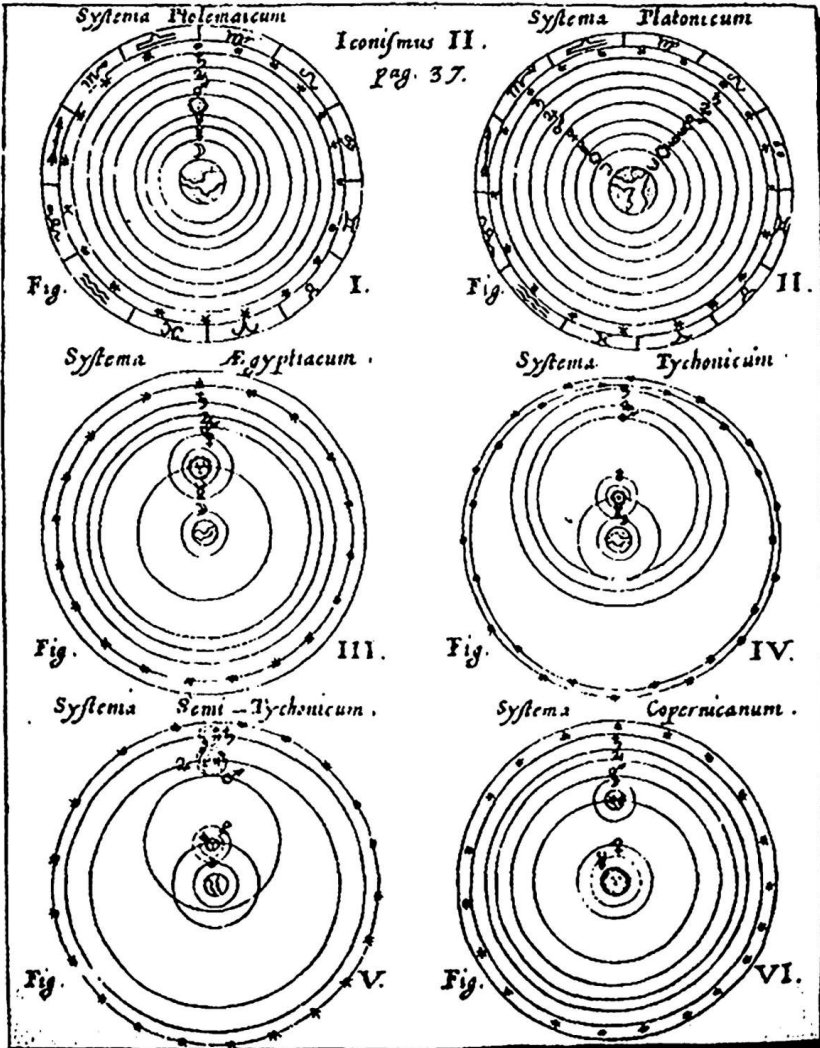 Syſtema Ptolemaicum
Iconiſmus II.
pag. 37.
Syſtema Platonicum
Fig. I.
Fig. II.
Syſtema Ægyptiacum.
Syſtema Tychonicum.
Fig. III.
Fig. IV.
Syſtema Semi-Tychonicum.
Syſtema Copernicanum.
Fig. V.
Fig. VI.